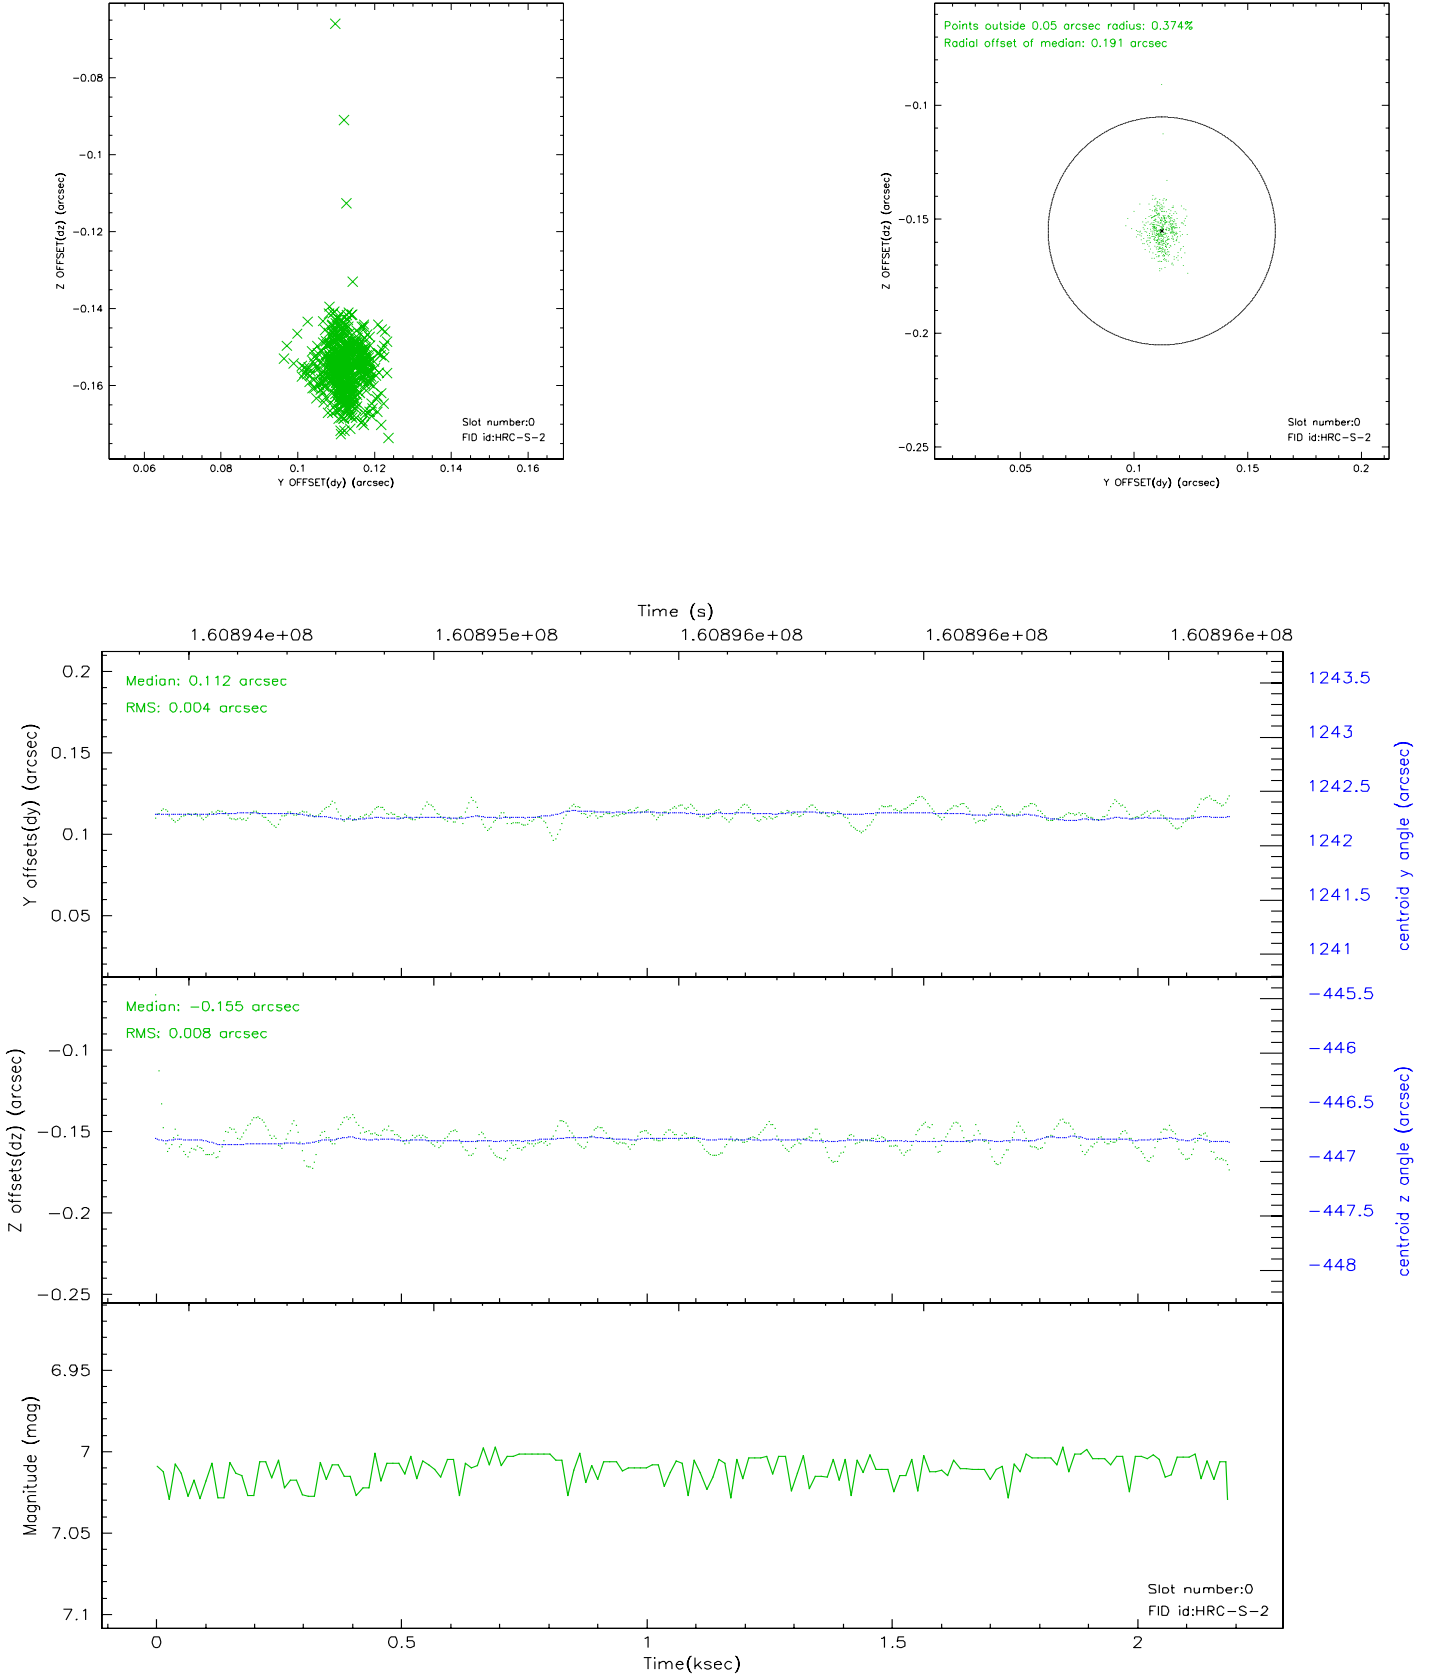 Points outside 0.05 arcsec radius: 0.374%
Radial offset of median: 0.191 arcsec
−0.08
−0.1
−0.12
−0.14
−0.16
Z OFFSET(dz) (arcsec)
Slot number:0
FID id:HRC−S−2
0.06 0.08 0.1 0.12 0.14 0.16
Y OFFSET(dy) (arcsec)
−0.1
−0.15
−0.2
−0.25
Z OFFSET(dz) (arcsec)
Slot number:0
FID id:HRC−S−2
0.05 0.1 0.15 0.2
Y OFFSET(dy) (arcsec)
Time (s)
1.60894e+08 1.60895e+08 1.60896e+08 1.60896e+08 1.60896e+08
Median: 0.112 arcsec
RMS: 0.004 arcsec
0.2
0.15
0.1
0.05
Y offsets(dy) (arcsec)
1243.5
1243
1242.5
1242
1241.5
1241
centroid y angle (arcsec)
Median: −0.155 arcsec
RMS: 0.008 arcsec
−0.1
−0.15
−0.2
−0.25
Z offsets(dz) (arcsec)
−445.5
−446
−446.5
−447
−447.5
−448
centroid z angle (arcsec)
6.95
7
7.05
7.1
Magnitude (mag)
Slot number:0
FID id:HRC−S−2
0 0.5 1 1.5 2
Time(ksec)